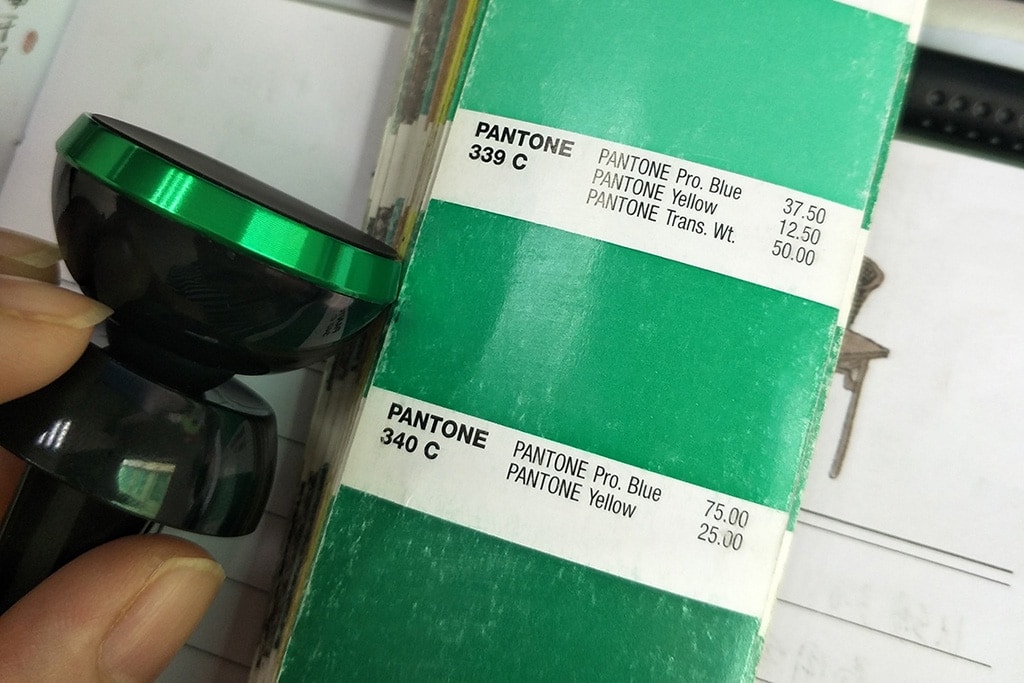 PANTONE
339 C
PANTONE Pro. Blue 37.50
PANTONE Yellow 12.50
PANTONE Trans. Wt. 50.00
PANTONE
340 C
PANTONE Pro. Blue 75.00
PANTONE Yellow 25.00